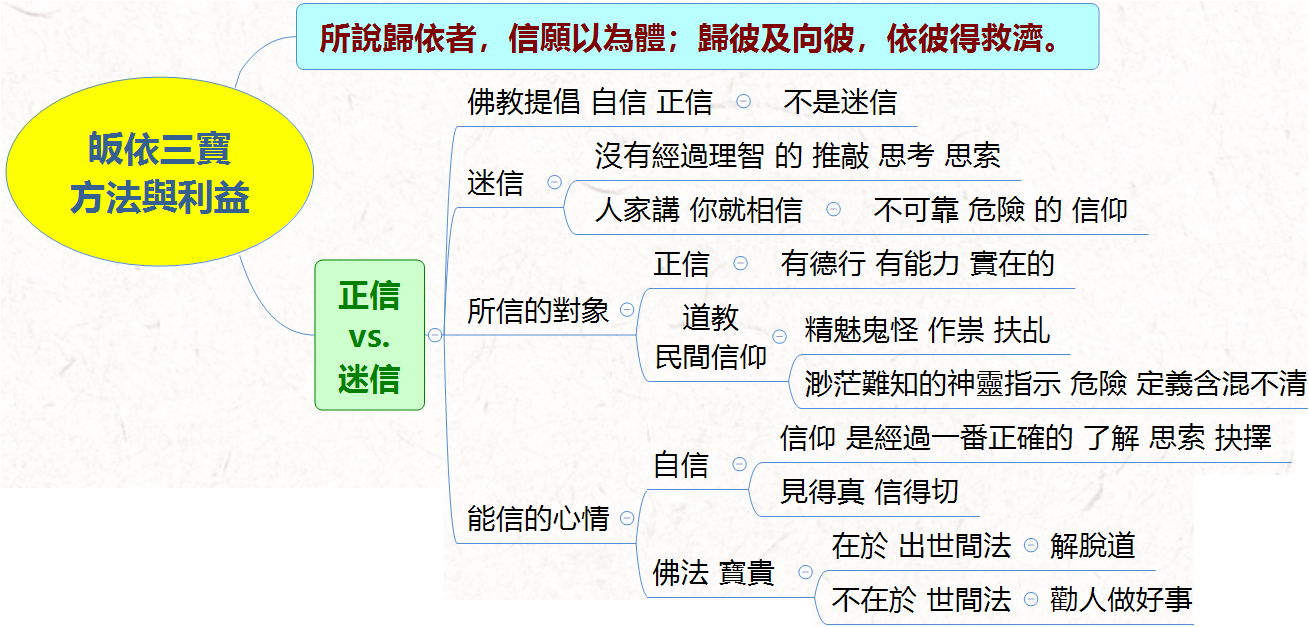 所說歸依者，信願以為體；歸彼及向彼，依彼得救濟。
皈依三寶
方法與利益
正信
vs.
迷信
佛教提倡 自信 正信
不是迷信
迷信
沒有經過理智 的 推敲 思考 思索
人家講 你就相信
不可靠 危險 的 信仰
所信的對象
正信
有德行 有能力 實在的
道教
民間信仰
精魅鬼怪 作祟 扶乩
渺茫難知的神靈指示 危險 定義含混不清
能信的心情
自信
信仰 是經過一番正確的 了解 思索 抉擇
見得真 信得切
佛法 寶貴
在於 出世間法
解脫道
不在於 世間法
勸人做好事